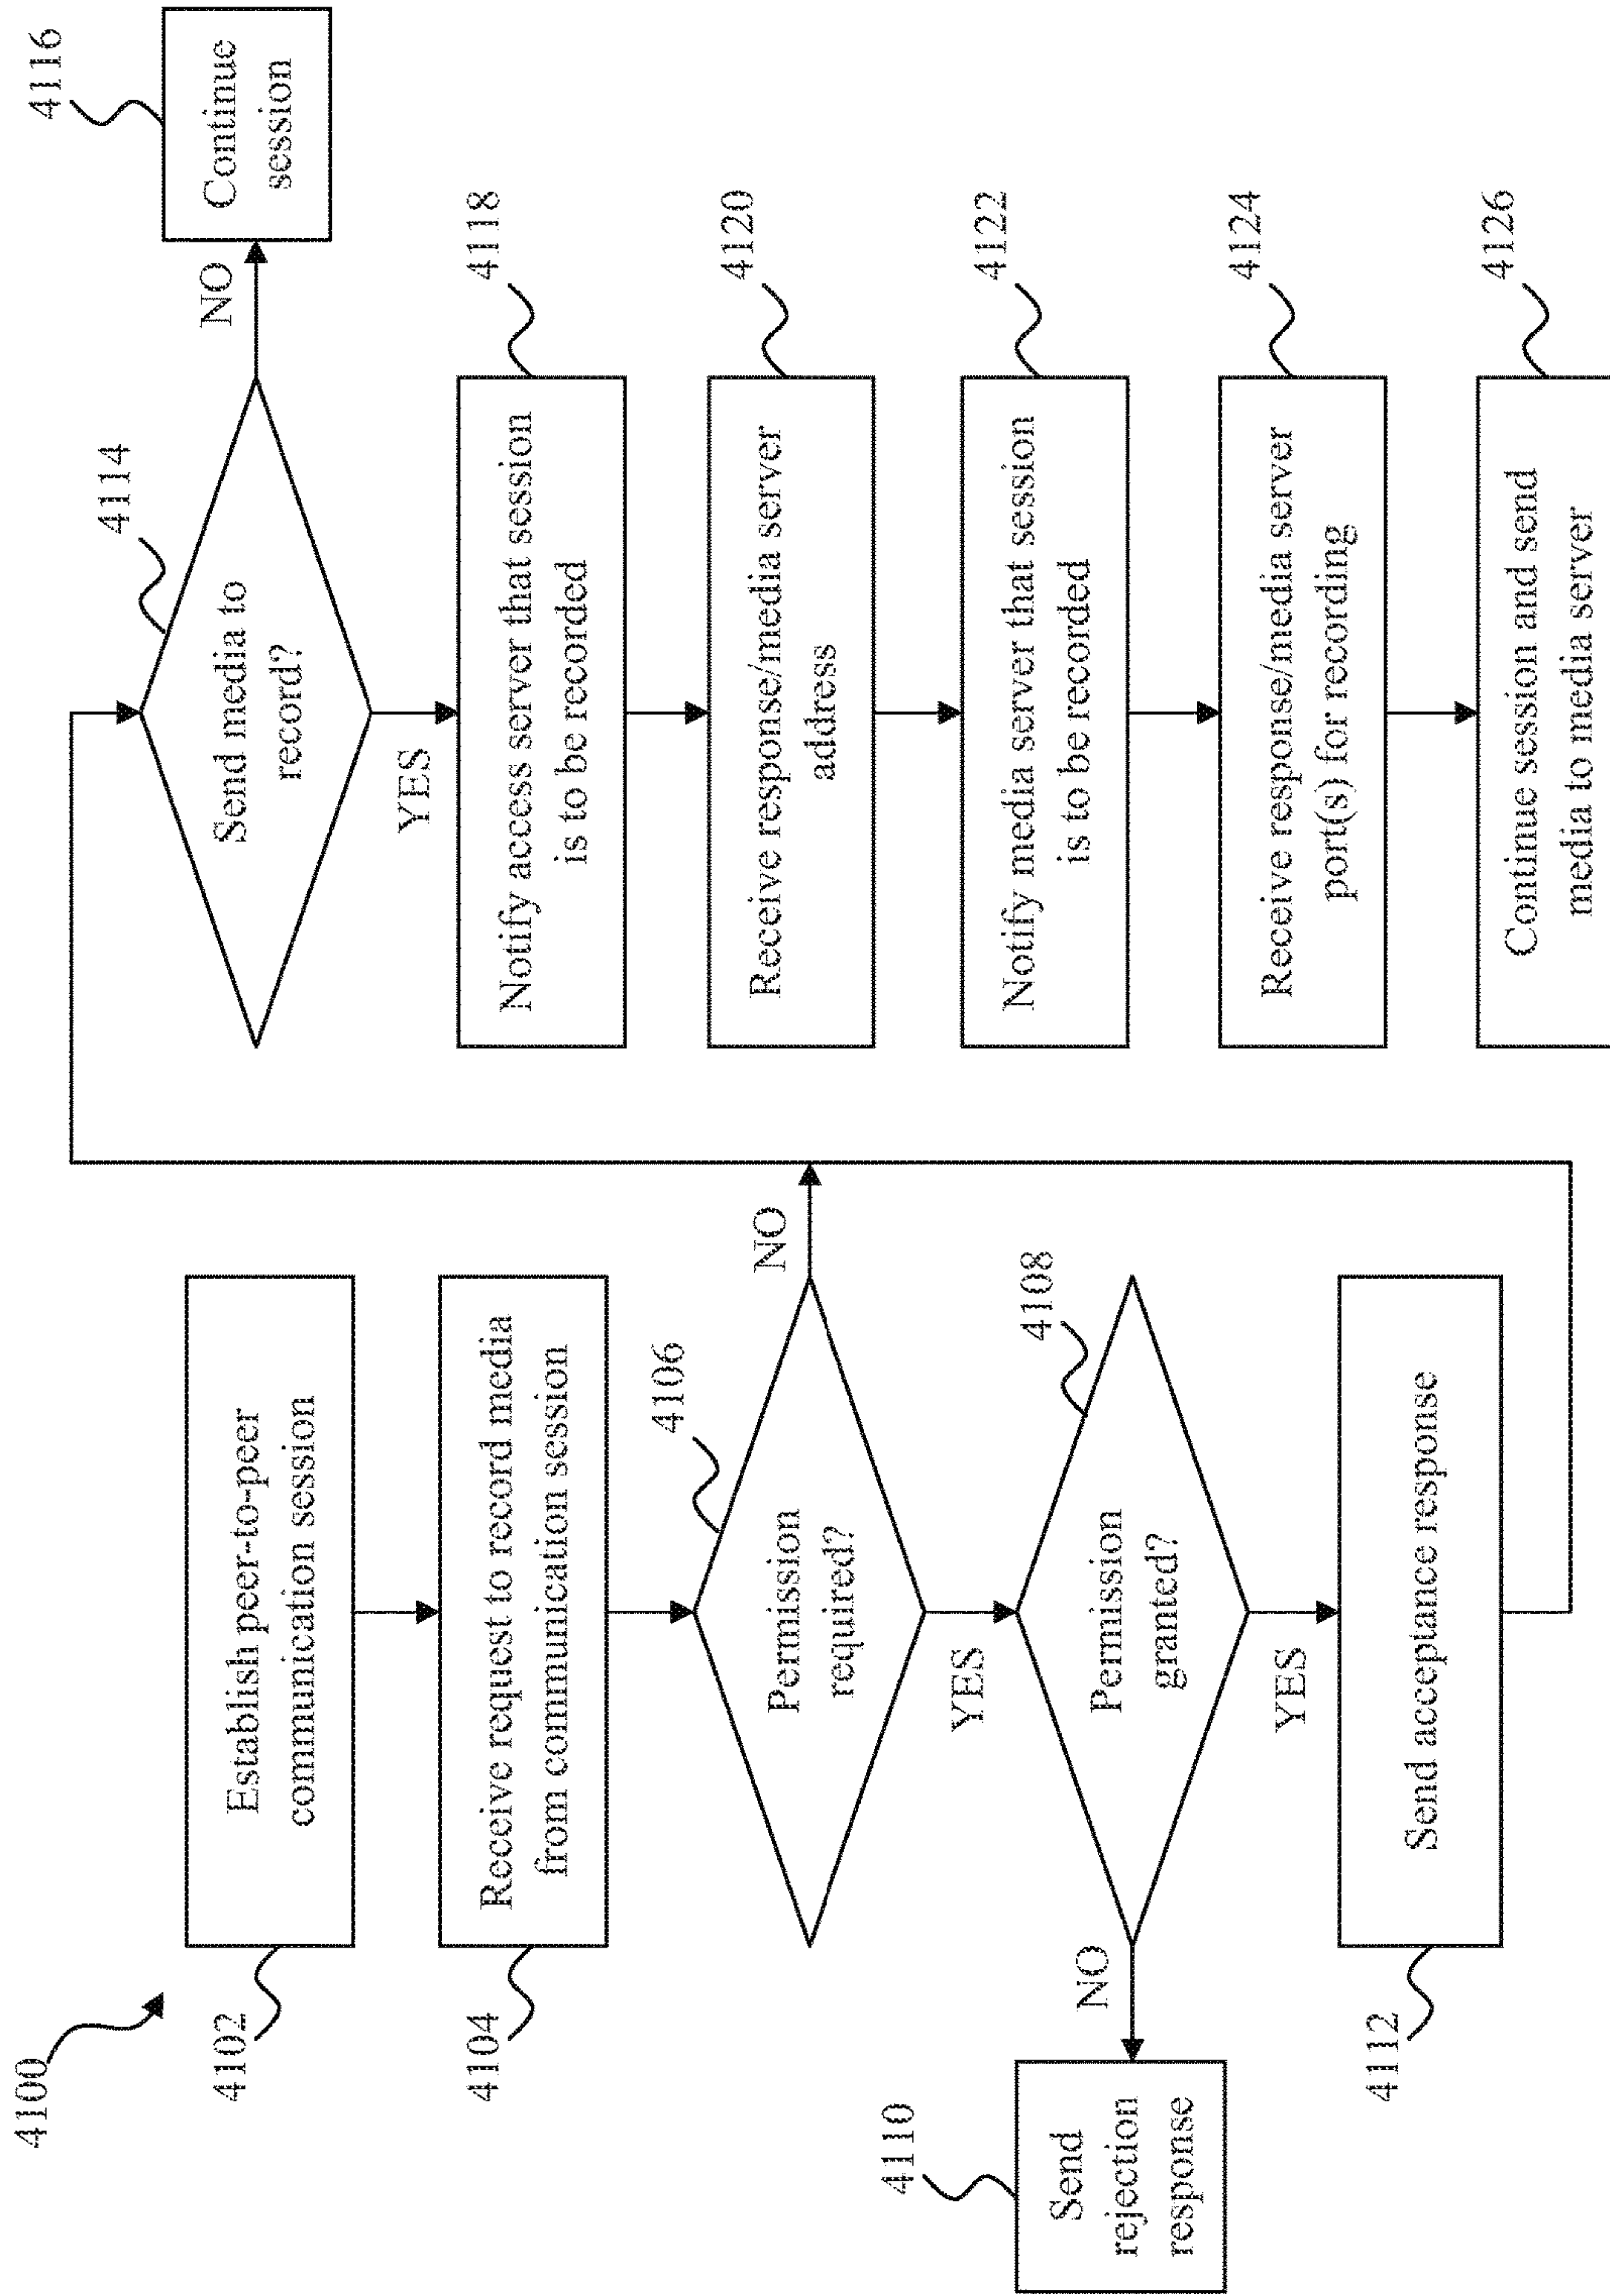 4100
4102
Establish peer-to-peer
communication session
4104
Receive request to record media
from communication session
4106
Permission
required?
NO
YES
4108
Permission
granted?
NO
4110
Send
rejection
response
YES
4112
Send acceptance response
4114
Send media to
record?
NO
4116
Continue
session
YES
4118
Notify access server that session
is to be recorded
4120
Receive response/media server
address
4122
Notify media server that session
is to be recorded
4124
Receive response/media server
port(s) for recording
4126
Continue session and send
media to media server